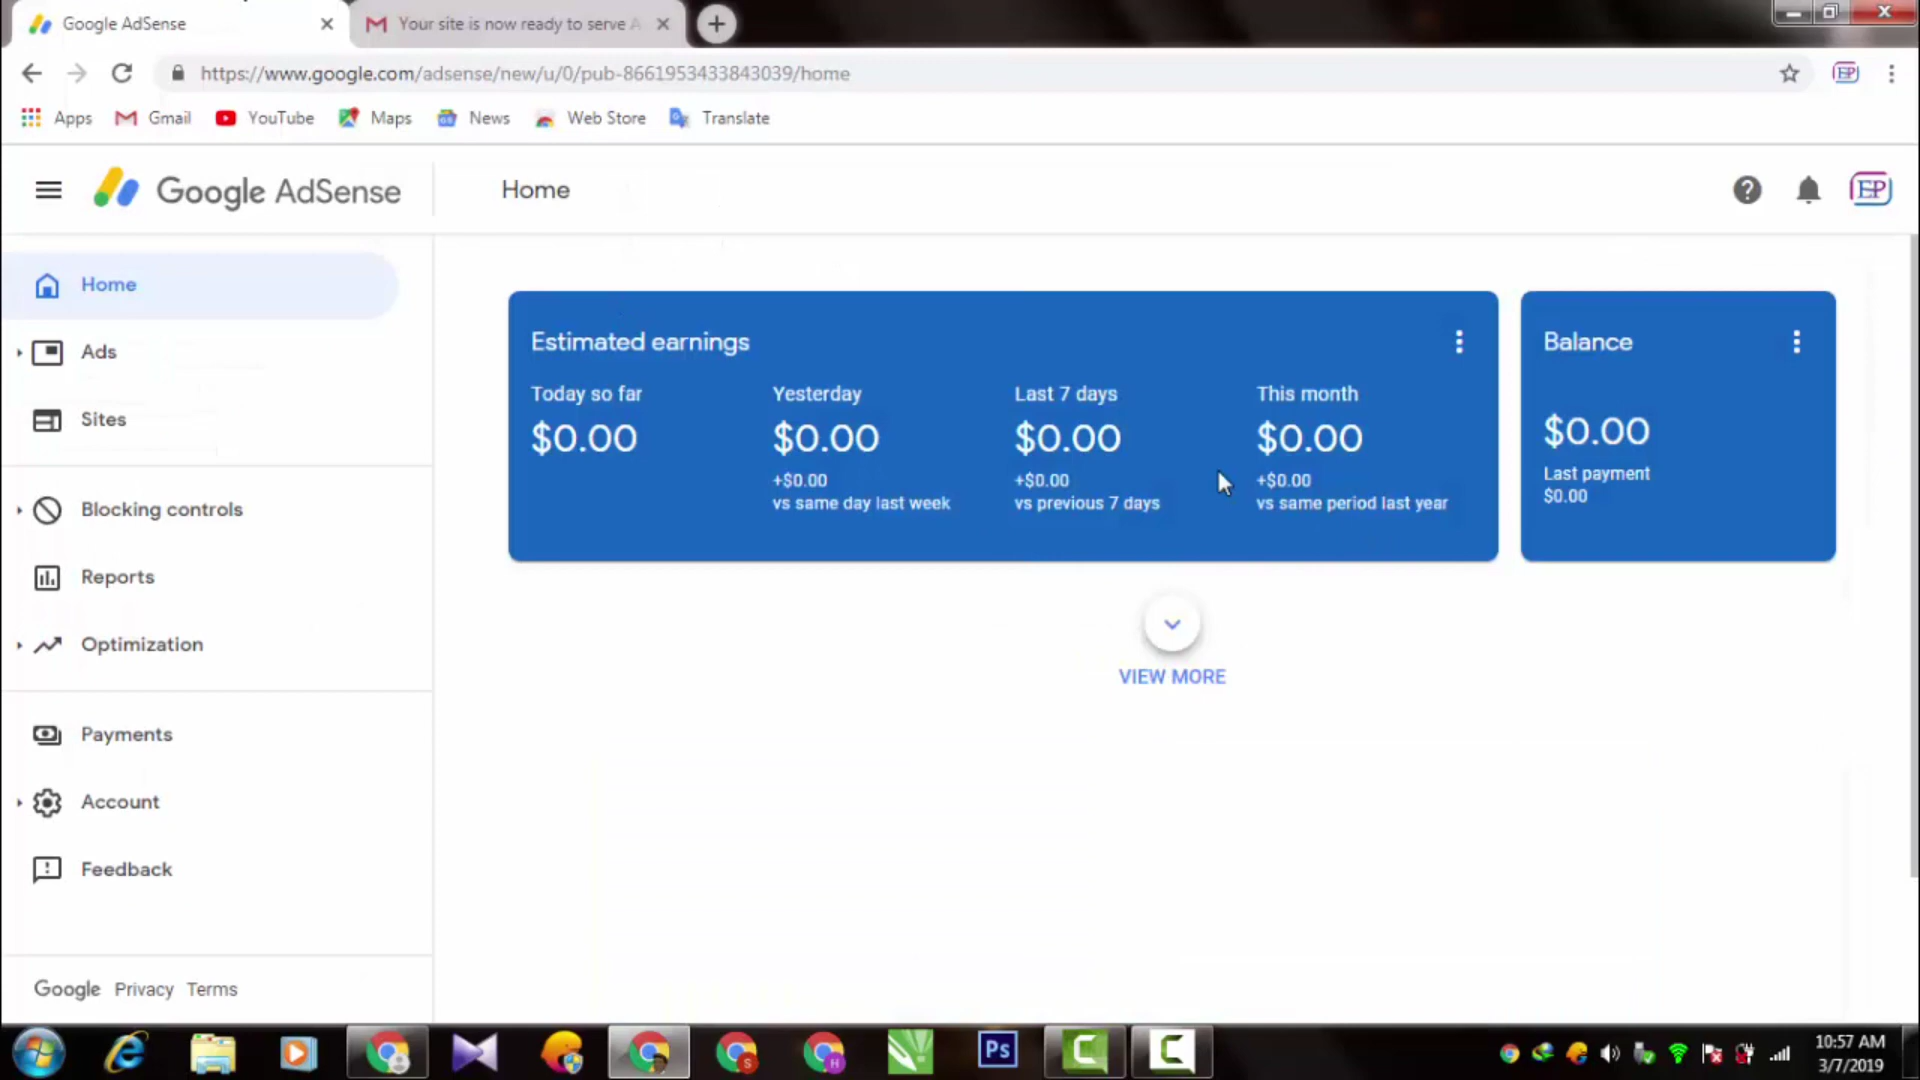 Google AdSense
Your site is now ready to serve A
https://www.google.com/adsense/new/u/0/pub-8661953433843039/home
EP
Apps
Gmail
YouTube
Maps
News
Web Store
Translate
Google AdSense
Home
EP
Home
Ads
Sites
Blocking controls
Reports
Optimization
Payments
Account
Feedback
Google Privacy Terms
Estimated earnings
Today so far
$0.00
Yesterday
$0.00
+$0.00
vs same day last week
Last 7 days
$0.00
+$0.00
vs previous 7 days
This month
$0.00
+$0.00
vs same period last year
Balance
$0.00
Last payment
$0.00
VIEW MORE
S
H
Ps
10:57 AM
3/7/2019